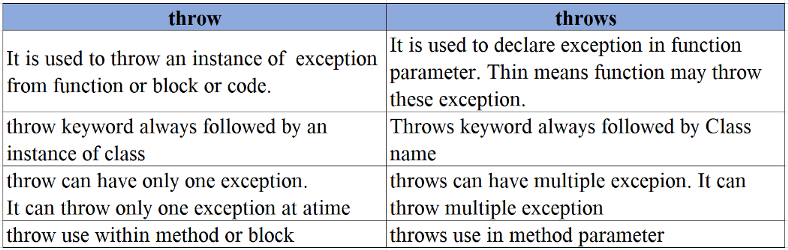 throw
throws
It is used to throw an instance of exception
from function or block or code.
It is used to declare exception in function
parameter. Thin means function may throw
these exception.
throw keyword always followed by an
instance of class
Throws keyword always followed by Class
name
throw can have only one exception.
It can throw only one exception at atime
throws can have multiple excepion. It can
throw multiple exception
throw use within method or block
throws use in method parameter